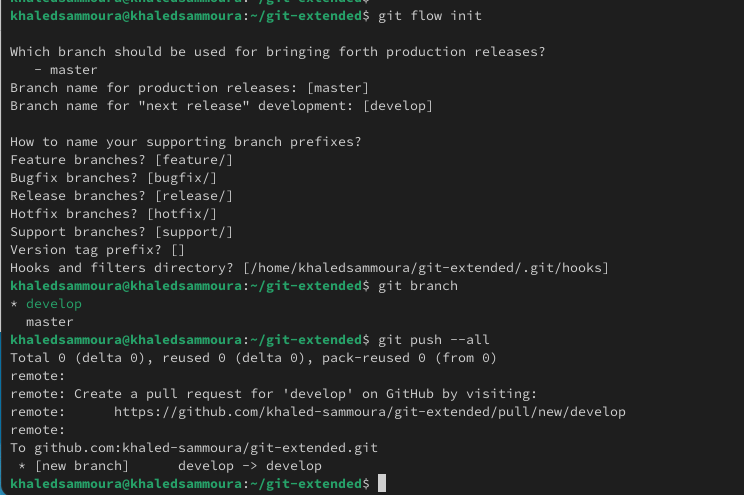 khaledsammoura@khaledsammoura:~/git-extended$ git flow init
Which branch should be used for bringing forth production releases?
   - master
Branch name for production releases: [master]
Branch name for "next release" development: [develop]
How to name your supporting branch prefixes?
Feature branches? [feature/]
Bugfix branches? [bugfix/]
Release branches? [release/]
Hotfix branches? [hotfix/]
Support branches? [support/]
Version tag prefix? []
Hooks and filters directory? [/home/khaledsammoura/git-extended/.git/hooks]
khaledsammoura@khaledsammoura:~/git-extended$ git branch
* develop
  master
khaledsammoura@khaledsammoura:~/git-extended$ git push --all
Total 0 (delta 0), reused 0 (delta 0), pack-reused 0 (from 0)
remote:
remote: Create a pull request for 'develop' on GitHub by visiting:
remote:      https://github.com/khaled-sammoura/git-extended/pull/new/develop
remote:
To github.com:khaled-sammoura/git-extended.git
 * [new branch]      develop -> develop
khaledsammoura@khaledsammoura:~/git-extended$